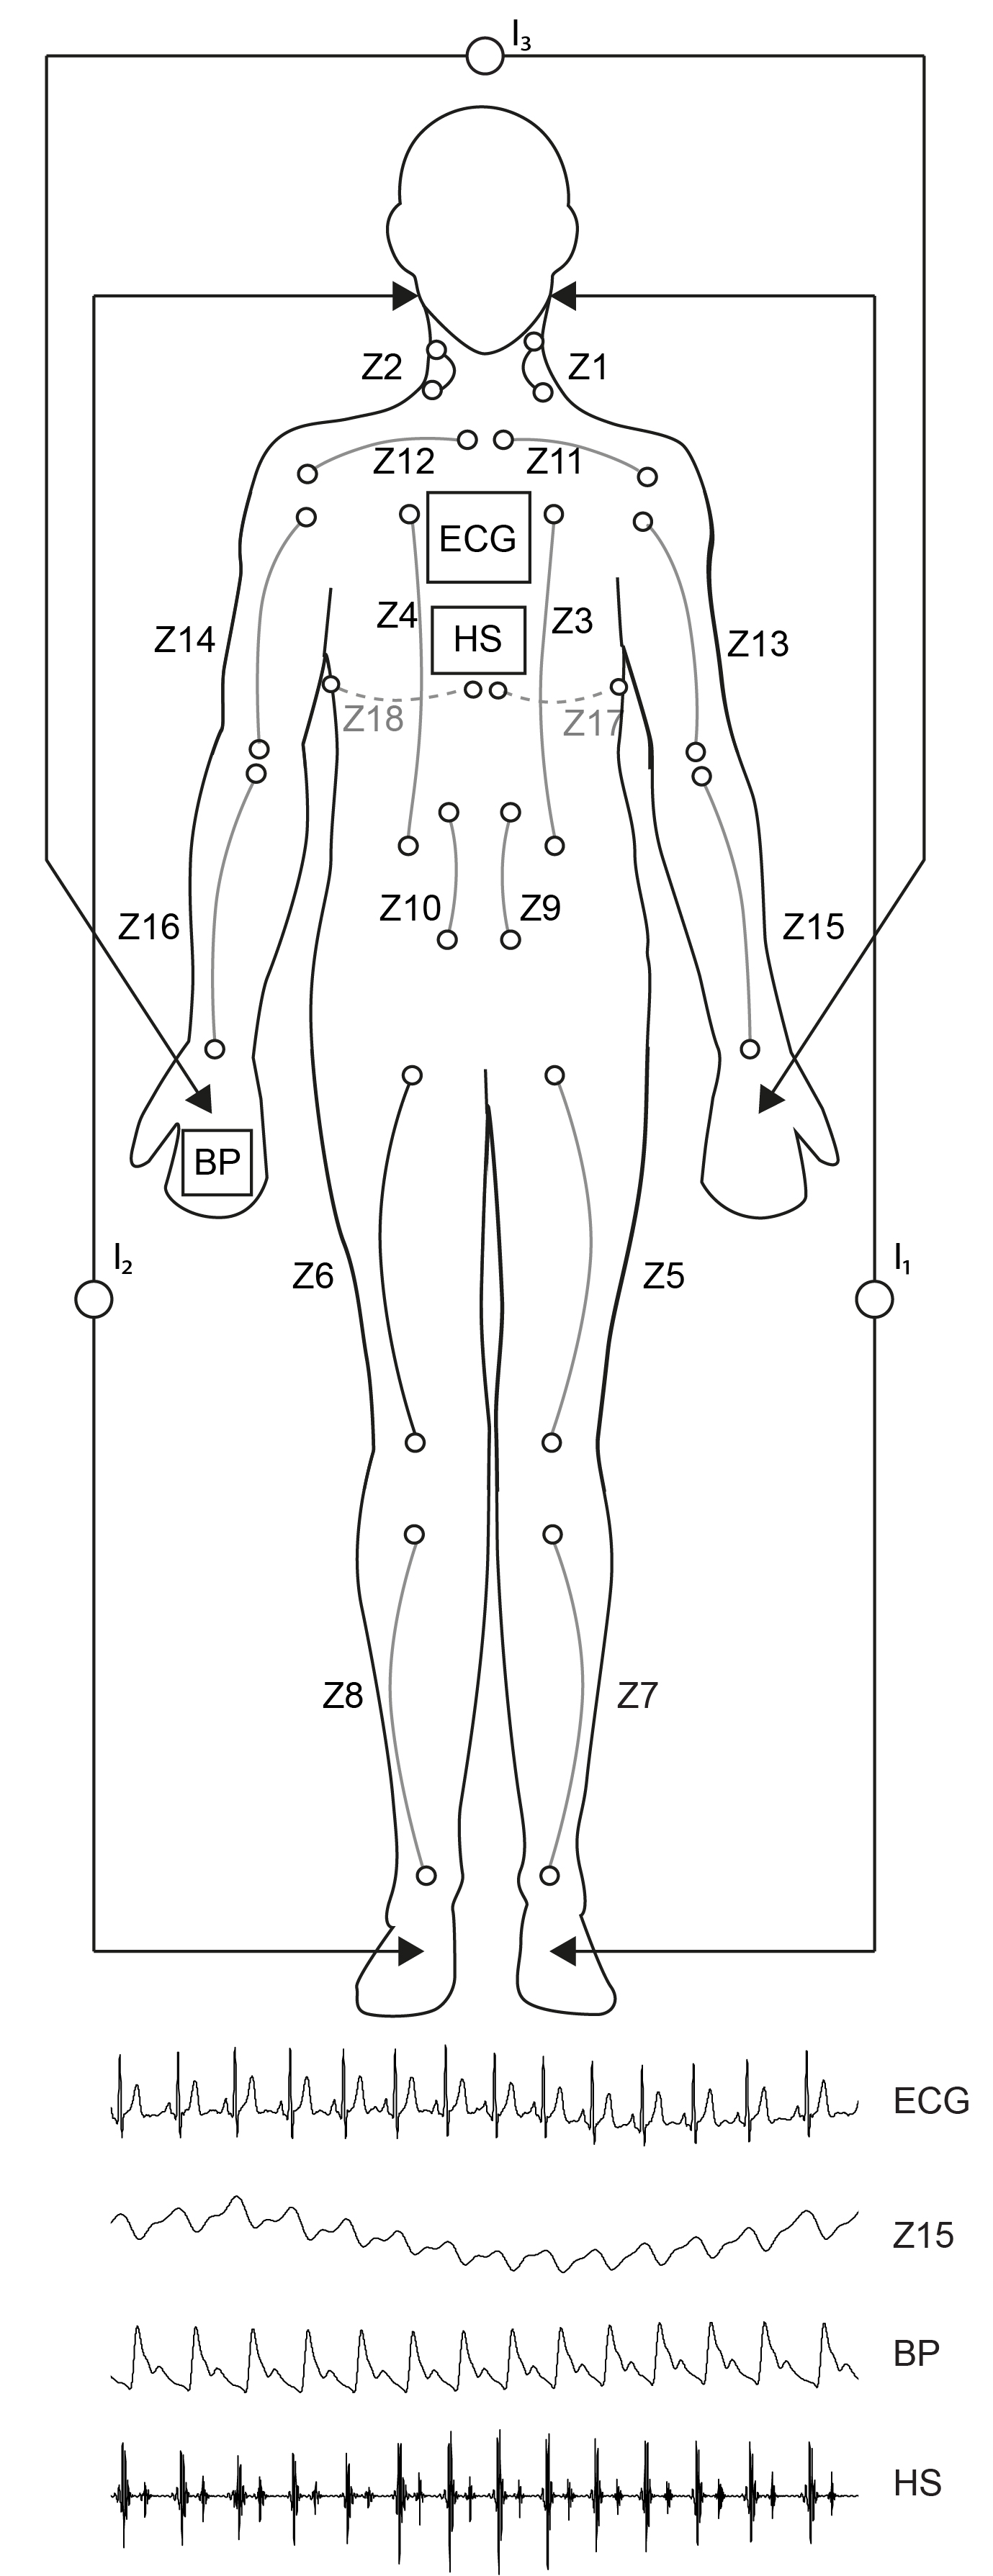 I₃
Z2 Z1
Z12 Z11
ECG
Z4 HS Z3
Z14 Z13
Z18 Z17
Z10 Z9
Z16 Z15
BP
I₂ I₁
Z6 Z5
Z8 Z7
ECG
Z15
BP
HS